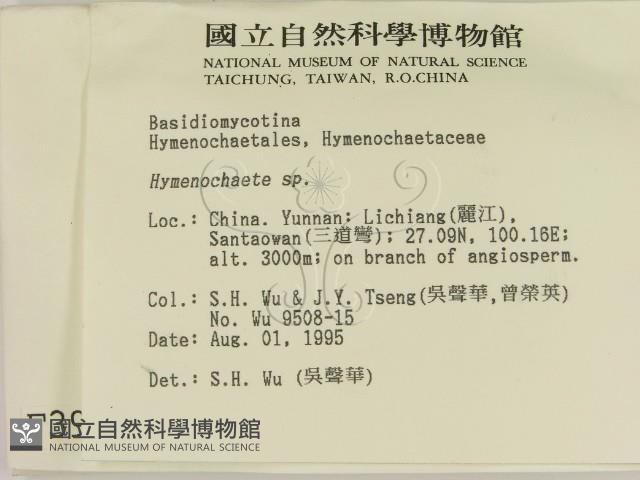 國立自然科學博物館
NATIONAL MUSEUM OF NATURAL SCIENCE
TAICHUNG, TAIWAN, R.O.CHINA
Basidiomycotina
Hymenochaetales, Hymenochaetaceae
Hymenochaete sp.
Loc.: China. Yunnan: Lichiang(麗江),
Santaowan(三道彎); 27.09N, 100.16E;
alt. 3000m; on branch of angiosperm.
Col.: S.H. Wu & J.Y. Tseng(吳聲華,曾榮英)
No. Wu 9508-15
Date: Aug. 01, 1995
Det.: S.H. Wu (吳聲華)
國立自然科學博物館
NATIONAL MUSEUM OF NATURAL SCIENCE